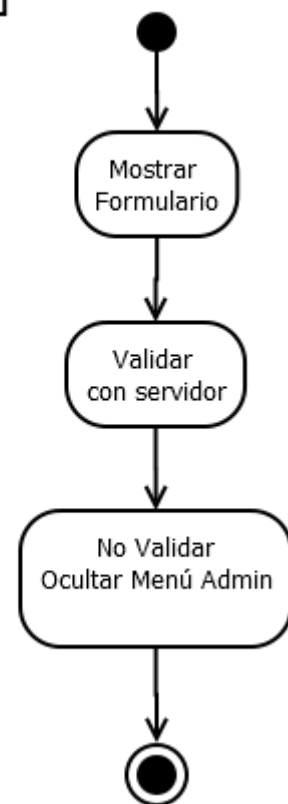 Mostrar
Formulario
Validar
con servidor
No Validar
Ocultar Menú Admin